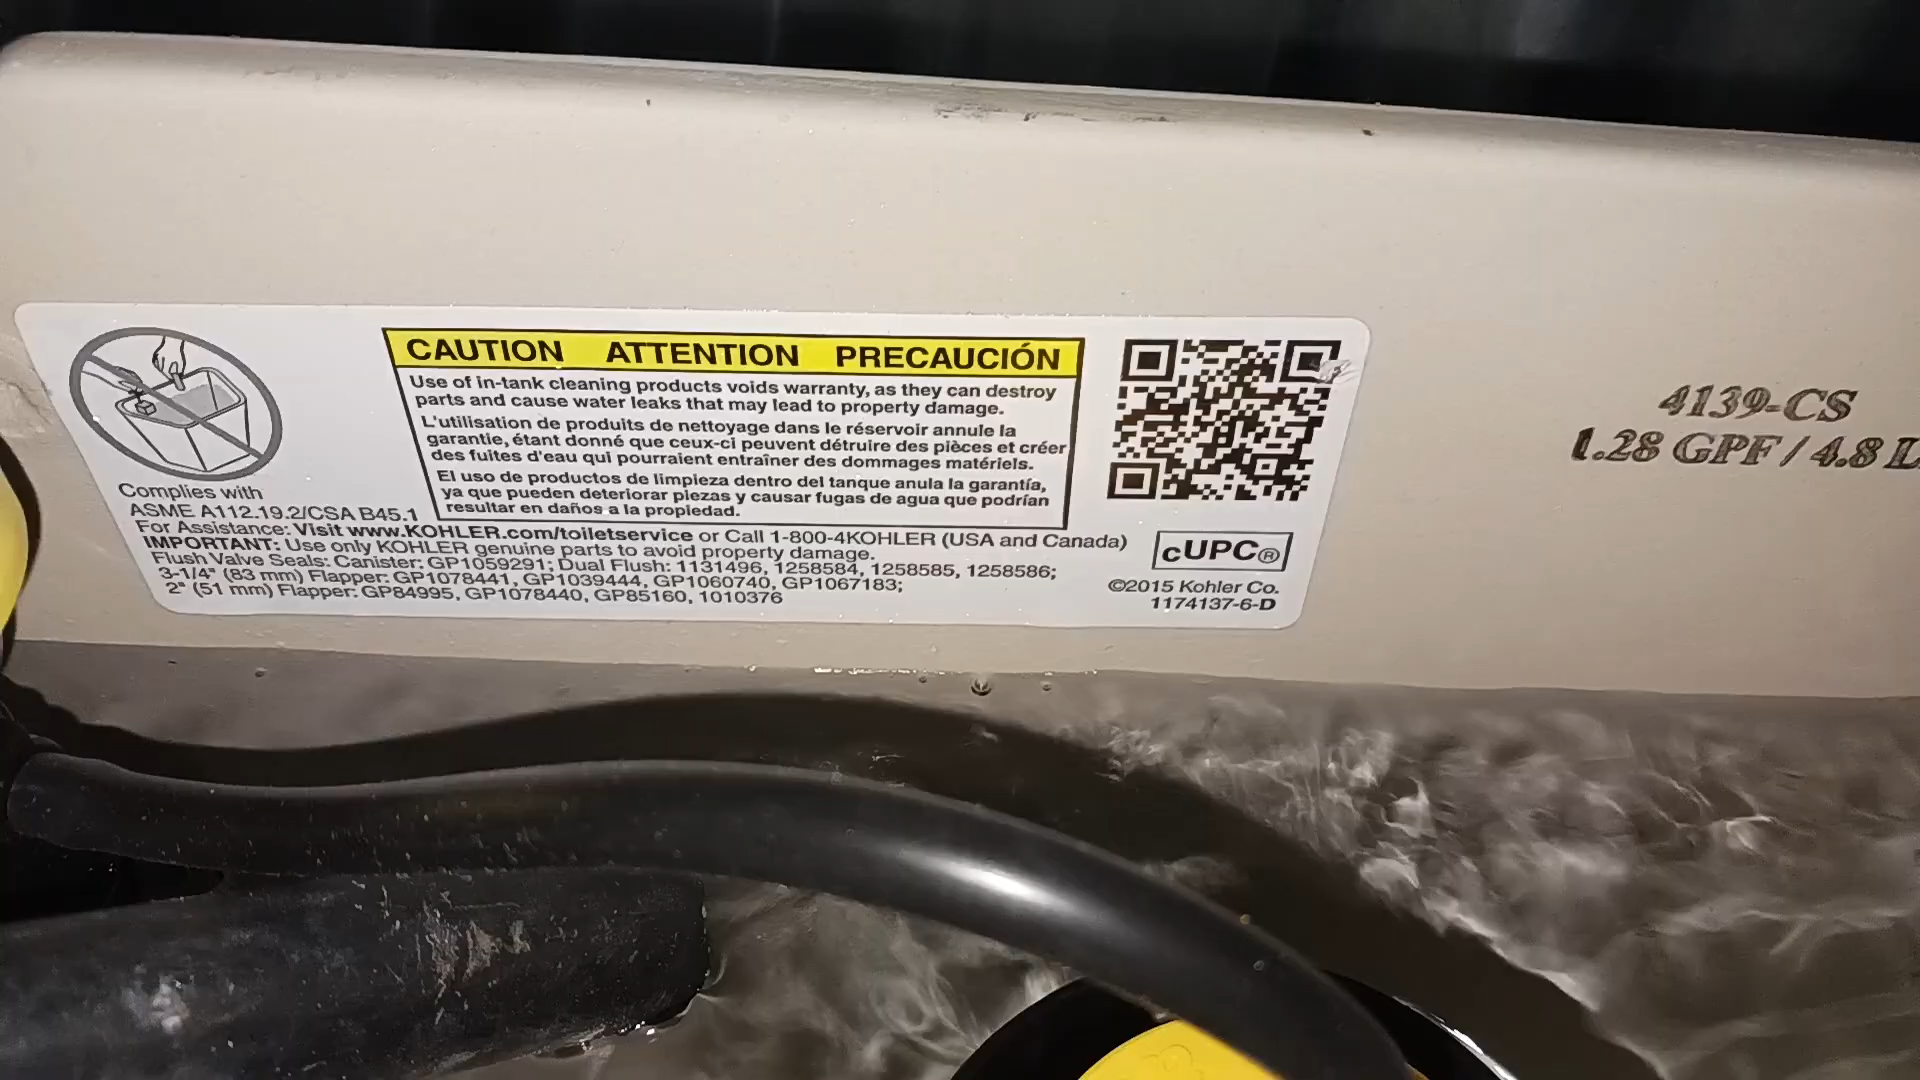 CAUTION ATTENTION PRECAUCIÓN
Use of in-tank cleaning products voids warranty, as they can destroy
parts and cause water leaks that may lead to property damage.
L'utilisation de produits de nettoyage dans le réservoir annule la
garantie, étant donné que ceux-ci peuvent détruire des pièces et créer
des fuites d'eau qui pourraient entraîner des dommages matériels.
El uso de productos de limpieza dentro del tanque anula la garantía,
ya que pueden deteriorar piezas y causar fugas de agua que podrían
resultar en daños a la propiedad.
Complies with
ASME A112.19.2/CSA B45.1
For Assistance: Visit www.KOHLER.com/toiletservice or Call 1-800-4KOHLER (USA and Canada)
IMPORTANT: Use only KOHLER genuine parts to avoid property damage.
Flush Valve Seals: Canister: GP1059291; Dual Flush: 1131496, 1258584, 1258585, 1258586;
3-1/4" (83 mm) Flapper: GP1078441, GP1039444, GP1060740, GP1067183;
2" (51 mm) Flapper: GP84995, GP1078440, GP85160, 1010376
cUPC®
©2015 Kohler Co.
1174137-6-D
4139-CS
1.28 GPF / 4.8 L